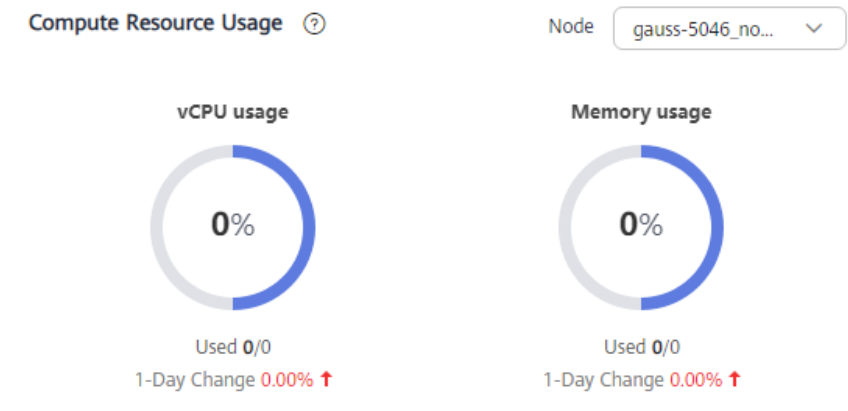 Compute Resource Usage ?
Node gauss-5046_no...
vCPU usage
0%
Used 0/0
1-Day Change 0.00% ↑
Memory usage
0%
Used 0/0
1-Day Change 0.00% ↑